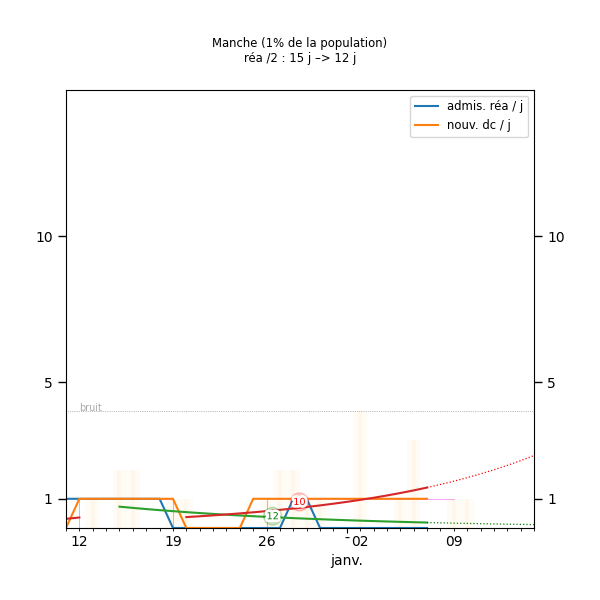 Manche (1% de la population)
réa /2 : 15 j –> 12 j
admis. réa / j
nouv. dc / j
10
10
5
5
bruit
1
1
10
12
12
19
26
02
09
janv.